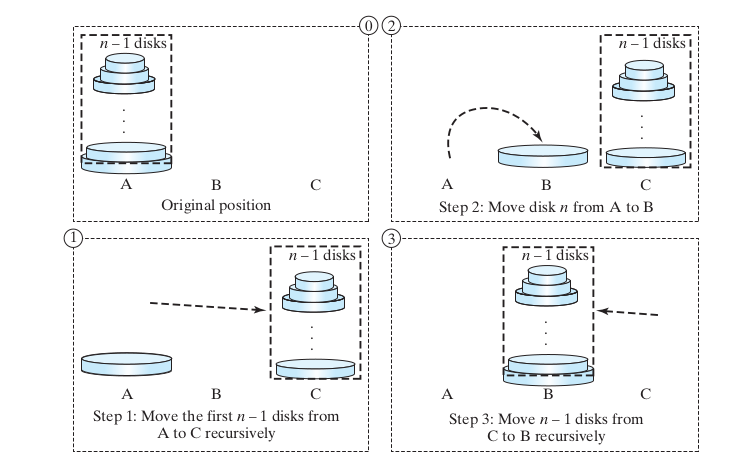 0
n – 1 disks
A B C
Original position
2
n – 1 disks
A B C
Step 2: Move disk n from A to B
1
n – 1 disks
A B C
Step 1: Move the first n – 1 disks from
A to C recursively
3
n – 1 disks
A B C
Step 3: Move n – 1 disks from
C to B recursively